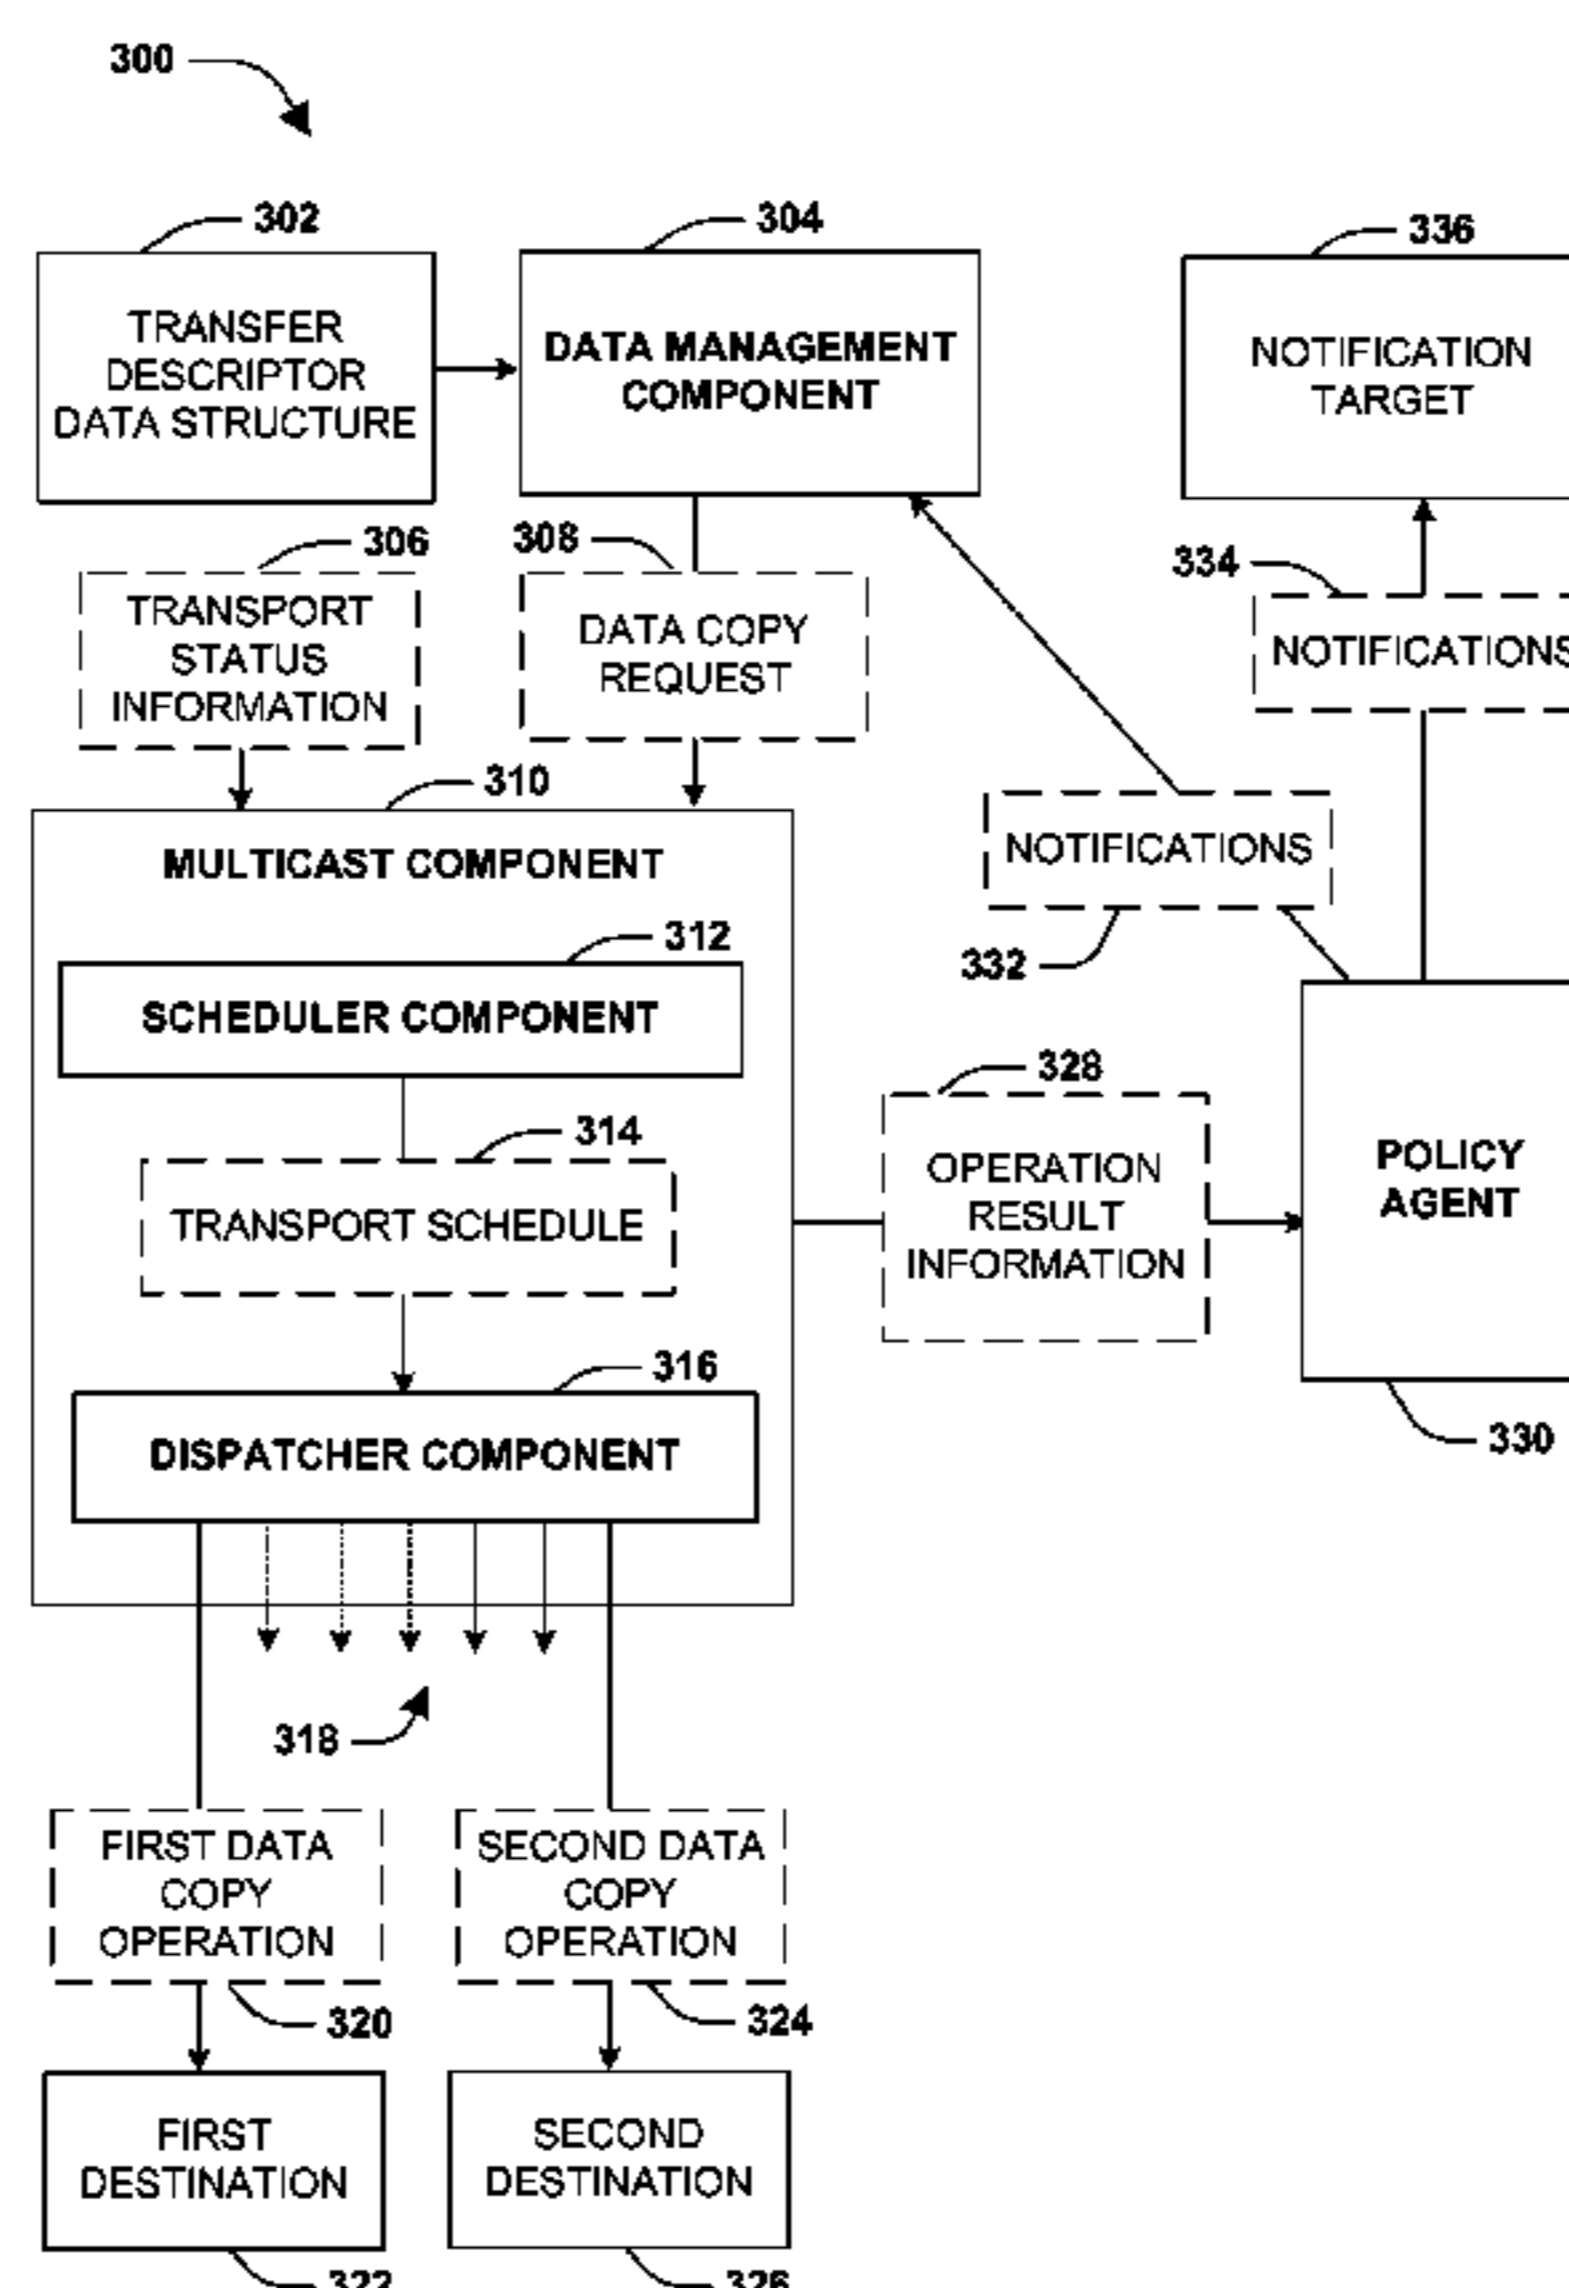 300
302
304
336
TRANSFER
DESCRIPTOR
DATA STRUCTURE
DATA MANAGEMENT
COMPONENT
NOTIFICATION
TARGET
306
308
334
TRANSPORT
STATUS
INFORMATION
DATA COPY
REQUEST
NOTIFICATIONS
310
MULTICAST COMPONENT
NOTIFICATIONS
332
312
SCHEDULER COMPONENT
328
314
TRANSPORT SCHEDULE
OPERATION
RESULT
INFORMATION
POLICY
AGENT
316
DISPATCHER COMPONENT
330
318
FIRST DATA
COPY
OPERATION
SECOND DATA
COPY
OPERATION
320
324
FIRST
DESTINATION
SECOND
DESTINATION
322
326